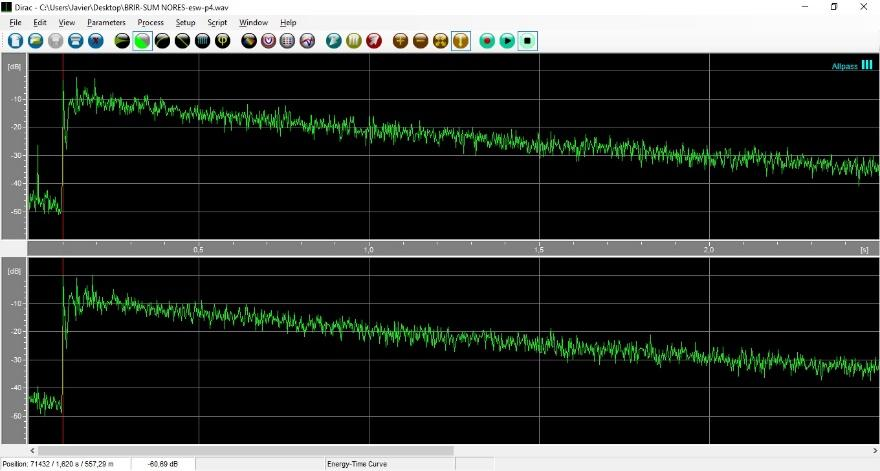 Dirac - C:\Users\Javier\Desktop\BRIR-SUM NORES-esw-p4.wav
File Edit View Parameters Process Setup Script Window Help
[dB]
Allpass
-10
-20
-30
-40
-50
0,5 1,0 1,5 2,0 [s]
[dB]
-10
-20
-30
-40
-50
Position: 71432 / 1,620 s / 557,29 m -60,69 dB Energy-Time Curve